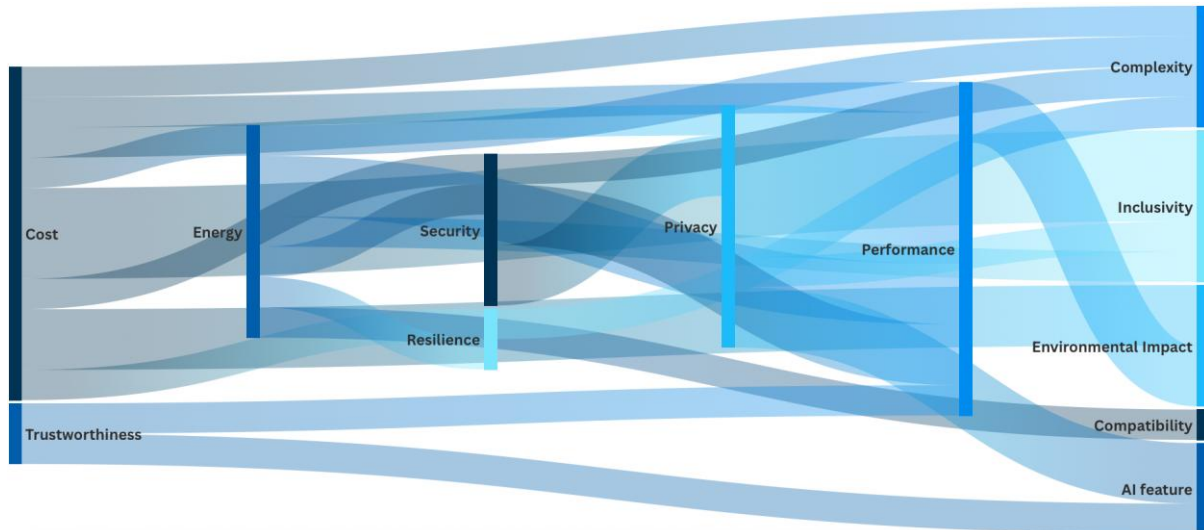 Complexity
Inclusivity
Cost
Energy
Security
Privacy
Performance
Resilience
Environmental Impact
Trustworthiness
Compatibility
AI feature